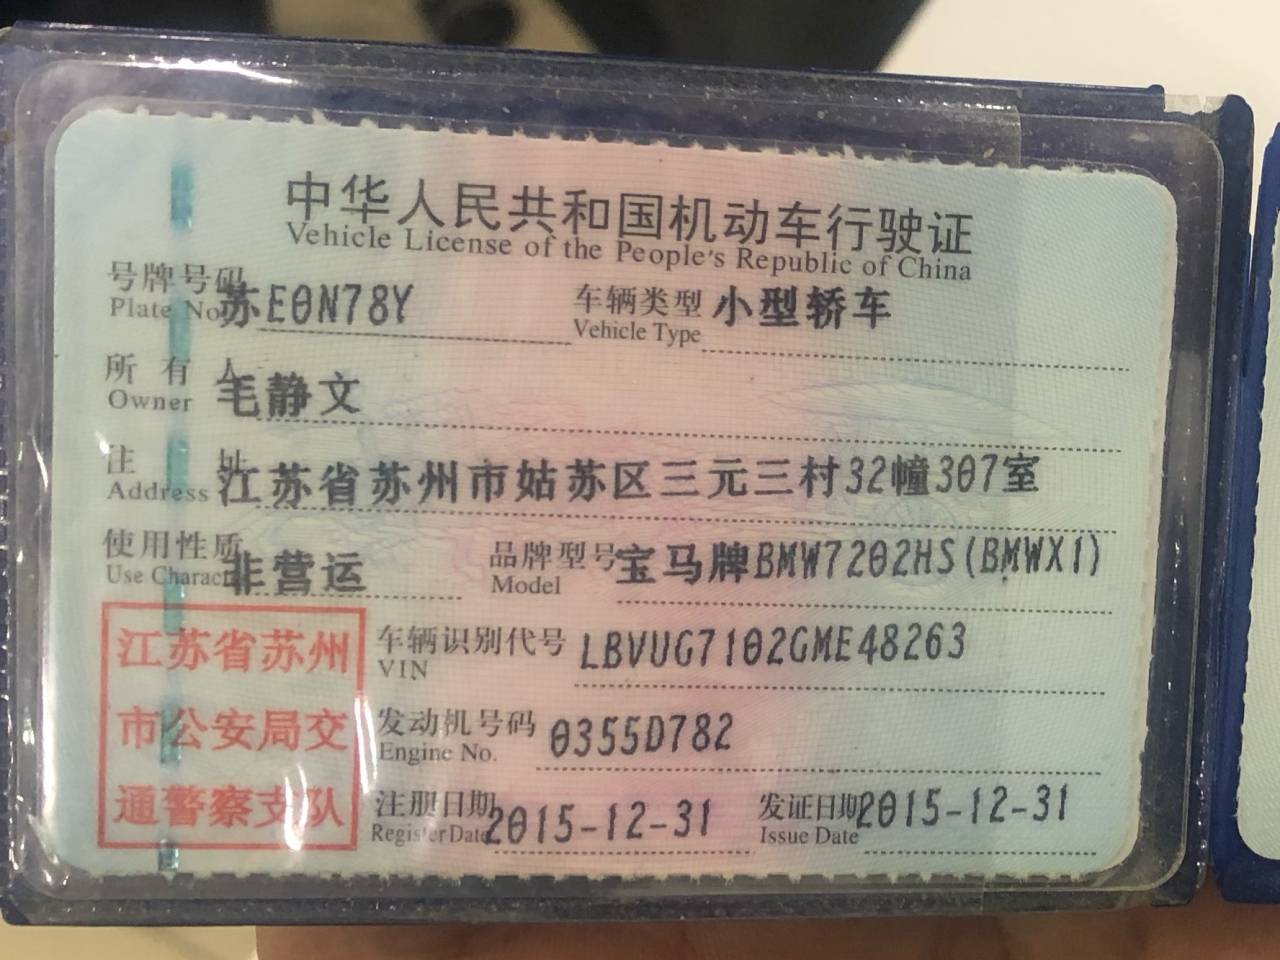 中华人民共和国机动车行驶证
Vehicle License of the People's Republic of China
号牌号码 苏E0N78Y 车辆类型 小型轿车
Plate No. Vehicle Type
所有人 毛静文
Owner
住址 江苏省苏州市姑苏区三元三村32幢307室
Address
使用性质 非营运 品牌型号 宝马牌BMW7202HS(BMWX1)
Use Character Model
江苏省苏州
市公安局交
通警察支队
车辆识别代号 LBVUG7102GME48263
VIN
发动机号码 0355D782
Engine No.
注册日期 2015-12-31 发证日期 2015-12-31
Register Date Issue Date